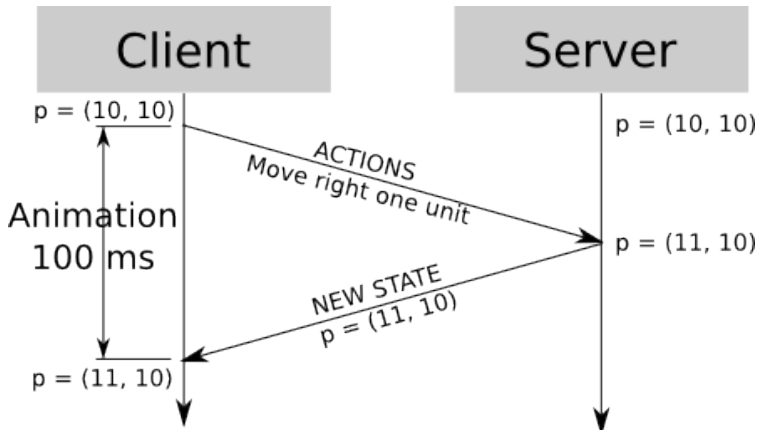 Client
Server
p = (10, 10)
p = (10, 10)
ACTIONS
Move right one unit
Animation
100 ms
p = (11, 10)
NEW STATE
p = (11, 10)
p = (11, 10)